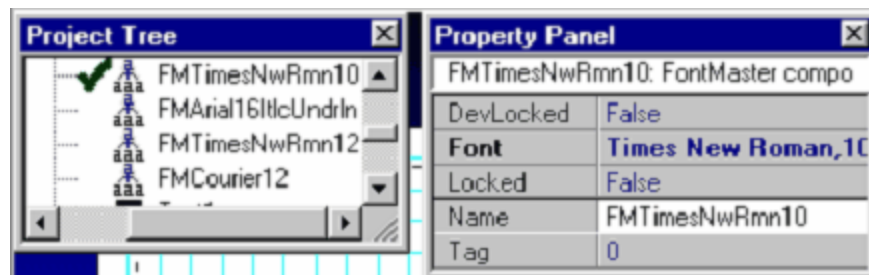 Project Tree
FMTimesNwRmn10
FMArial16ItlcUndrln
FMTimesNwRmn12
FMCourier12
Property Panel
FMTimesNwRmn10: FontMaster compo
DevLocked False
Font Times New Roman,10
Locked False
Name FMTimesNwRmn10
Tag 0